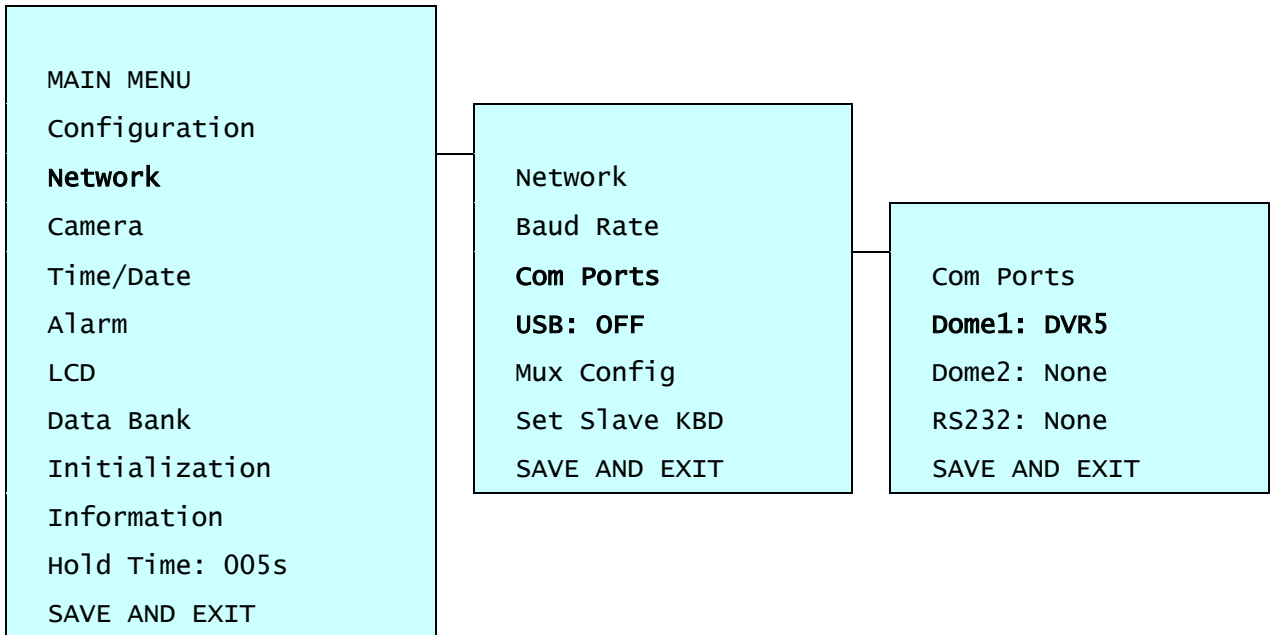 MAIN MENU
Configuration
Network
Camera
Time/Date
Alarm
LCD
Data Bank
Initialization
Information
Hold Time: 005s
SAVE AND EXIT
Network
Baud Rate
Com Ports
USB: OFF
Mux Config
Set Slave KBD
SAVE AND EXIT
Com Ports
Dome1: DVR5
Dome2: None
RS232: None
SAVE AND EXIT